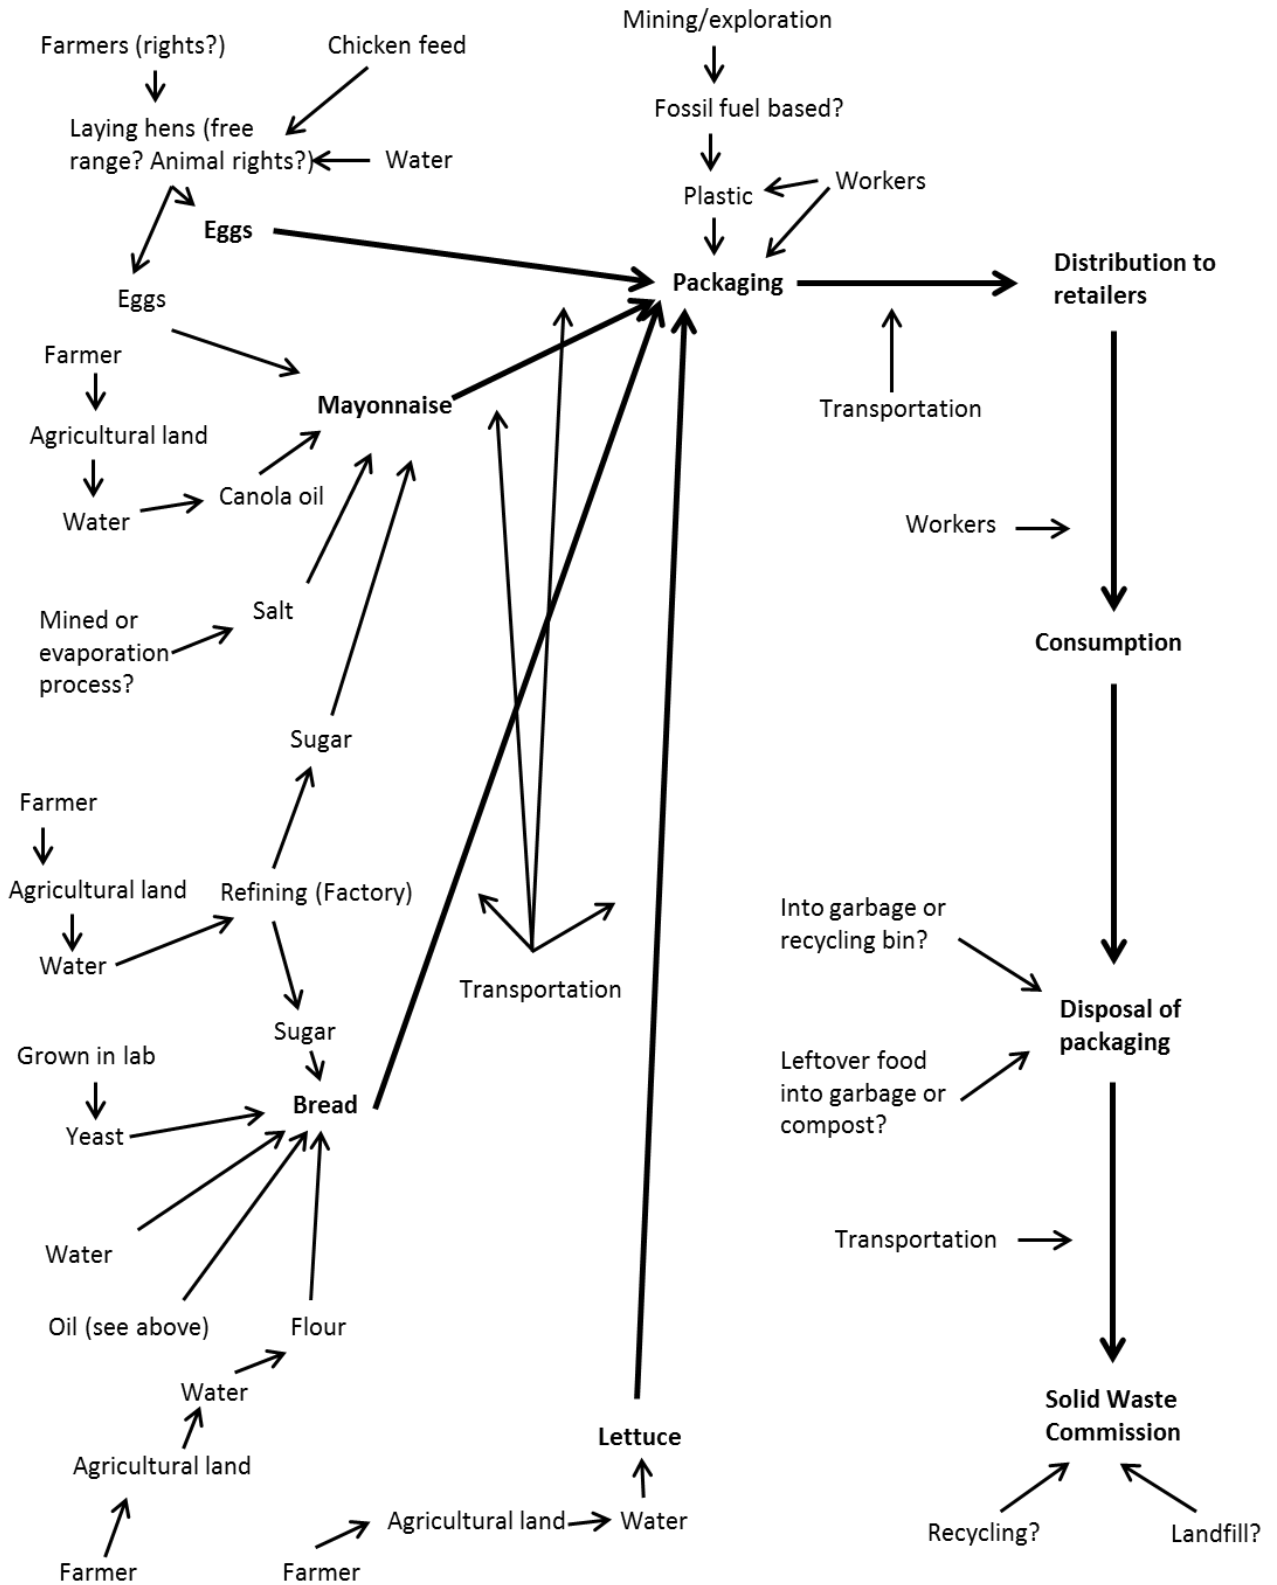 Mining/exploration
Farmers (rights?)
Chicken feed
Fossil fuel based?
Laying hens (free
range? Animal rights?)
Water
Workers
Plastic
Eggs
Distribution to
retailers
Packaging
Eggs
Farmer
Mayonnaise
Transportation
Agricultural land
Canola oil
Water
Workers
Salt
Mined or
evaporation
process?
Consumption
Sugar
Farmer
Agricultural land
Refining (Factory)
Into garbage or
recycling bin?
Water
Transportation
Disposal of
packaging
Sugar
Grown in lab
Leftover food
into garbage or
compost?
Bread
Yeast
Transportation
Water
Oil (see above)
Flour
Water
Solid Waste
Commission
Lettuce
Agricultural land
Agricultural land
Water
Recycling?
Landfill?
Farmer
Farmer